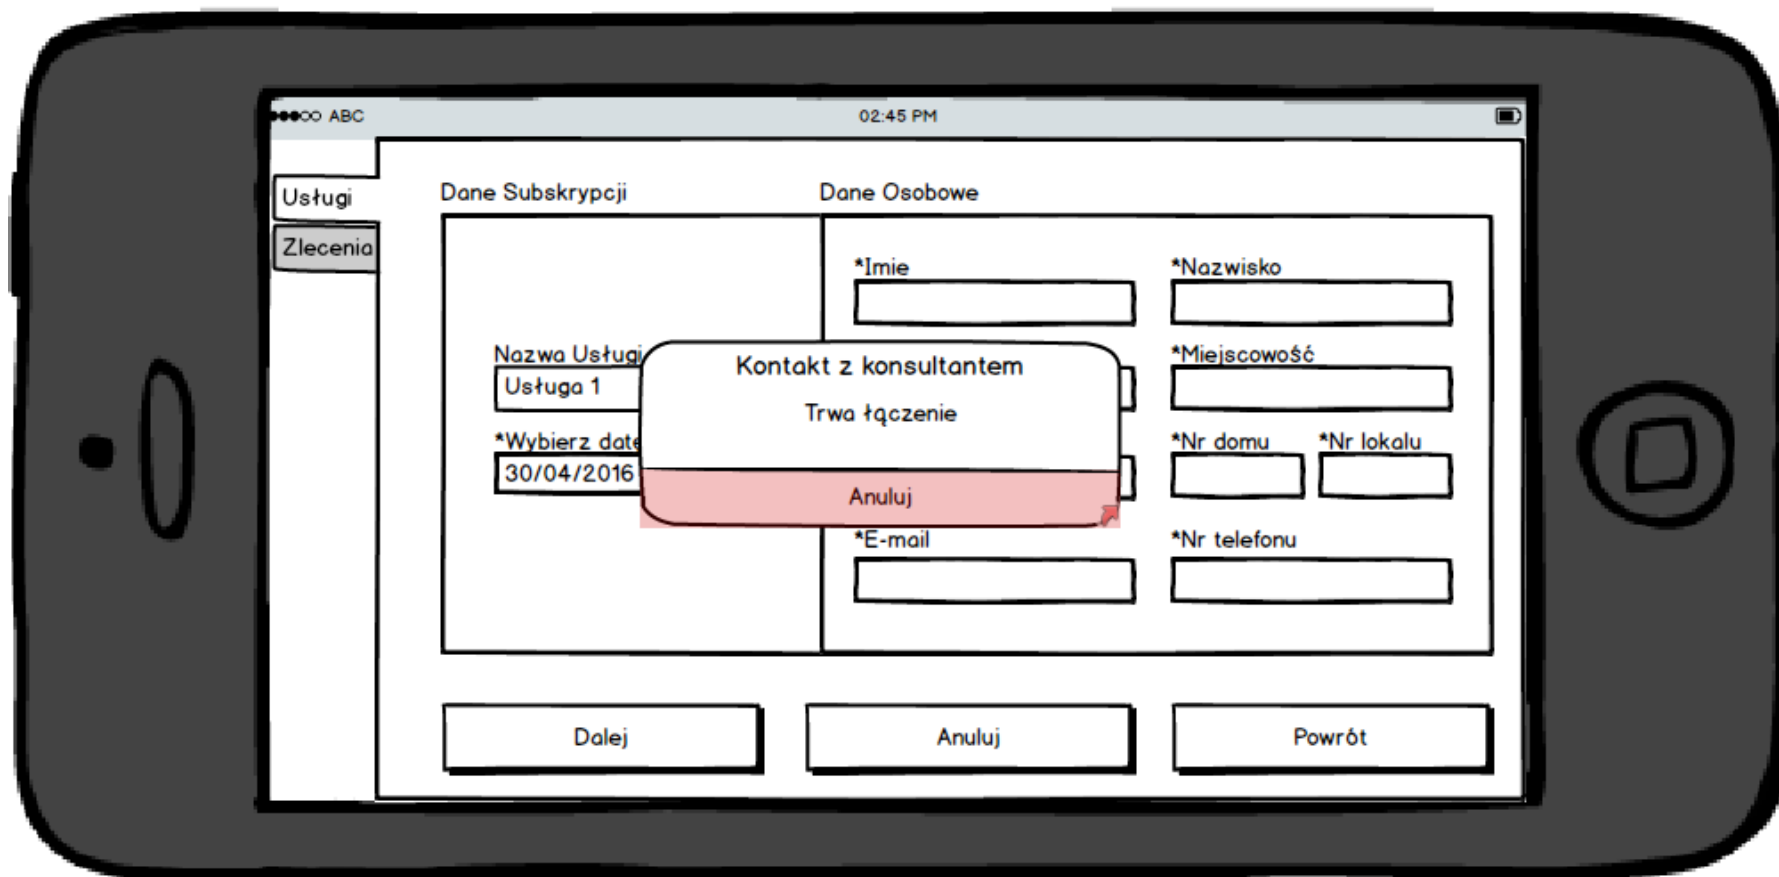 ABC
02:45 PM
Usługi
Zlecenia
Dane Subskrypcji
Dane Osobowe
*Imie
*Nazwisko
Nazwa Usługi
Usługa 1
Kontakt z konsultantem
Trwa łączenie
Anuluj
*Miejscowość
*Wybierz date
30/04/2016
*Nr domu
*Nr lokalu
*E-mail
*Nr telefonu
Dalej
Anuluj
Powrót